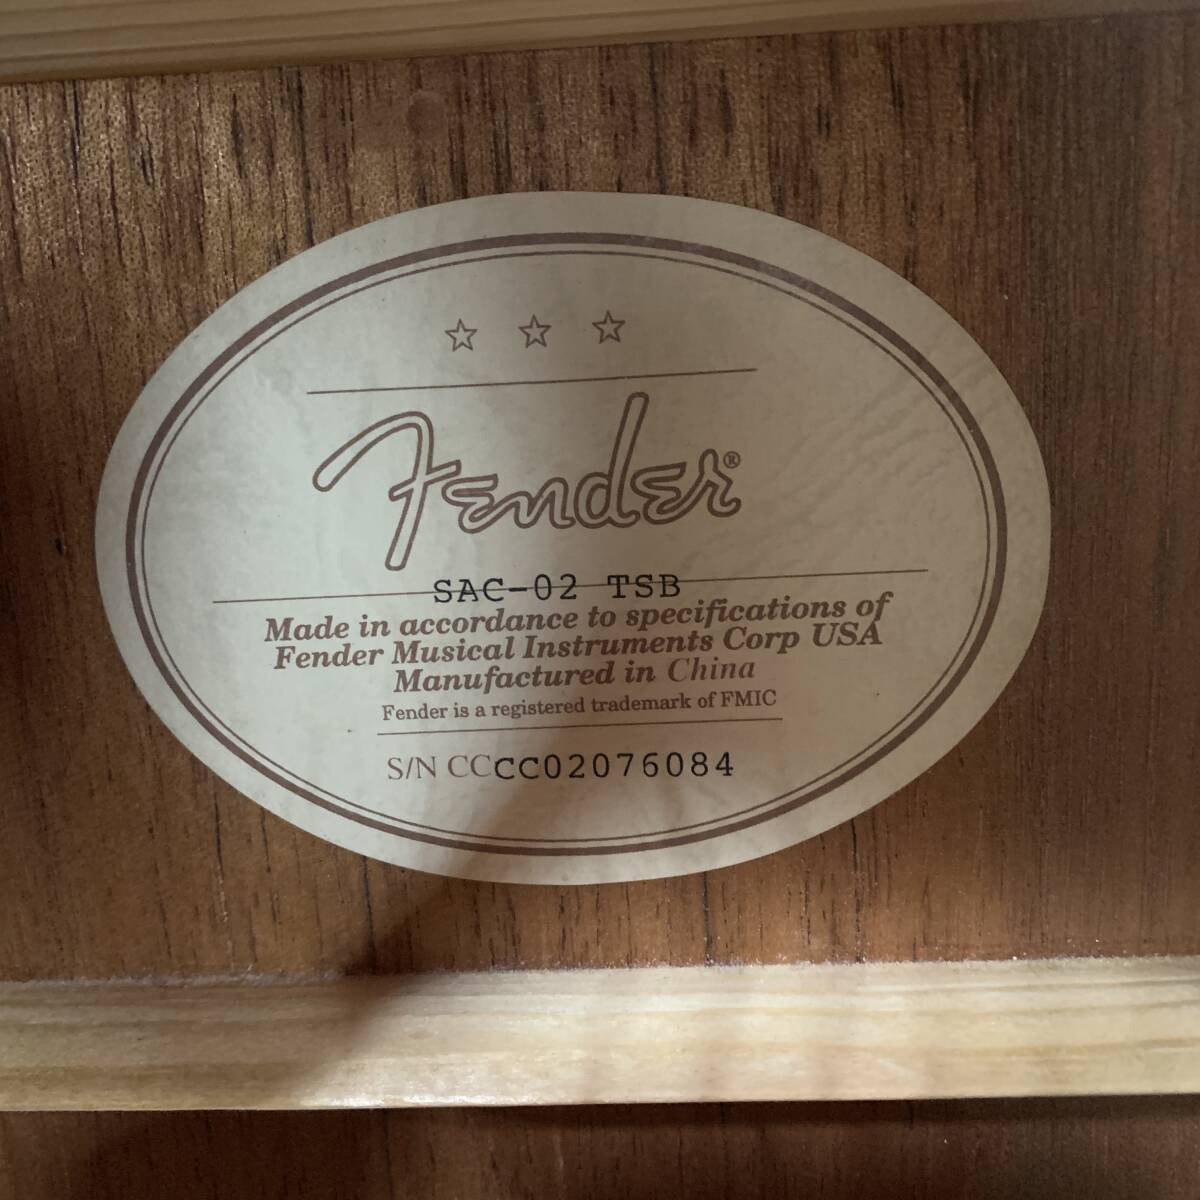 Fender®
SAC-02 TSB
Made in accordance to specifications of
Fender Musical Instruments Corp USA
Manufactured in China
Fender is a registered trademark of FMIC
S/N CCCC02076084